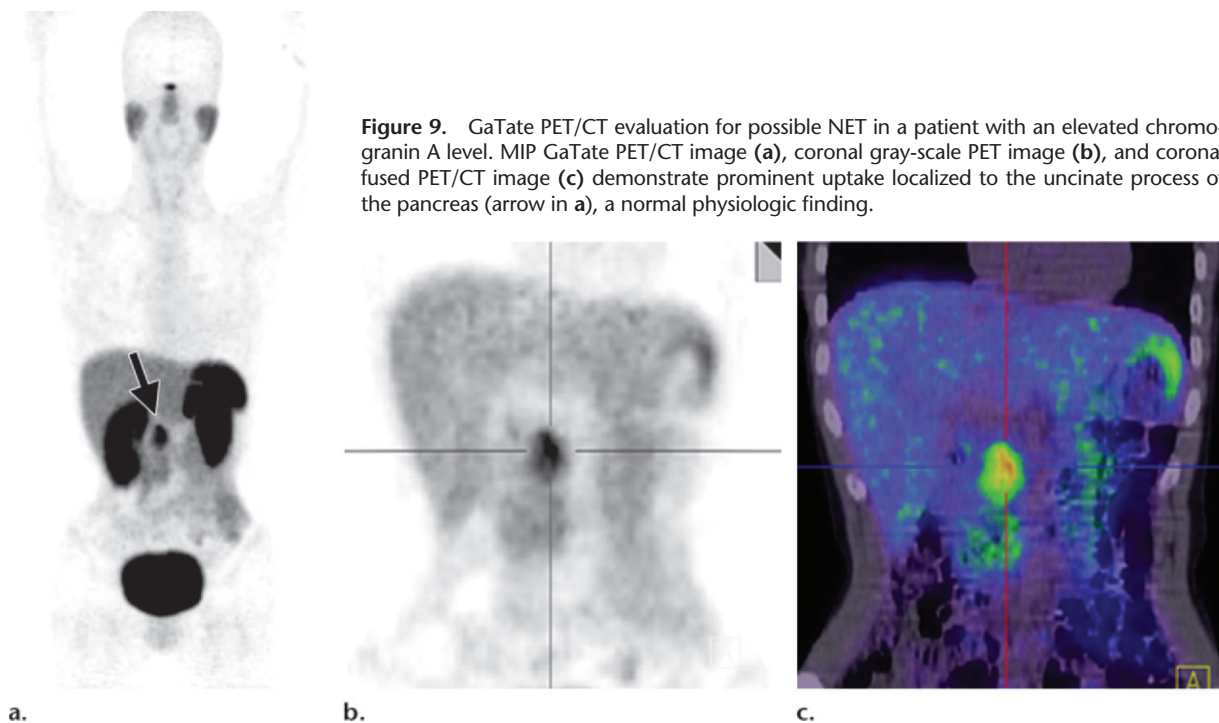 Figure 9. GaTate PET/CT evaluation for possible NET in a patient with an elevated chromo-
granin A level. MIP GaTate PET/CT image (a), coronal gray-scale PET image (b), and corona
fused PET/CT image (c) demonstrate prominent uptake localized to the uncinate process o
the pancreas (arrow in a), a normal physiologic finding.
A
A
a.
b.
c.